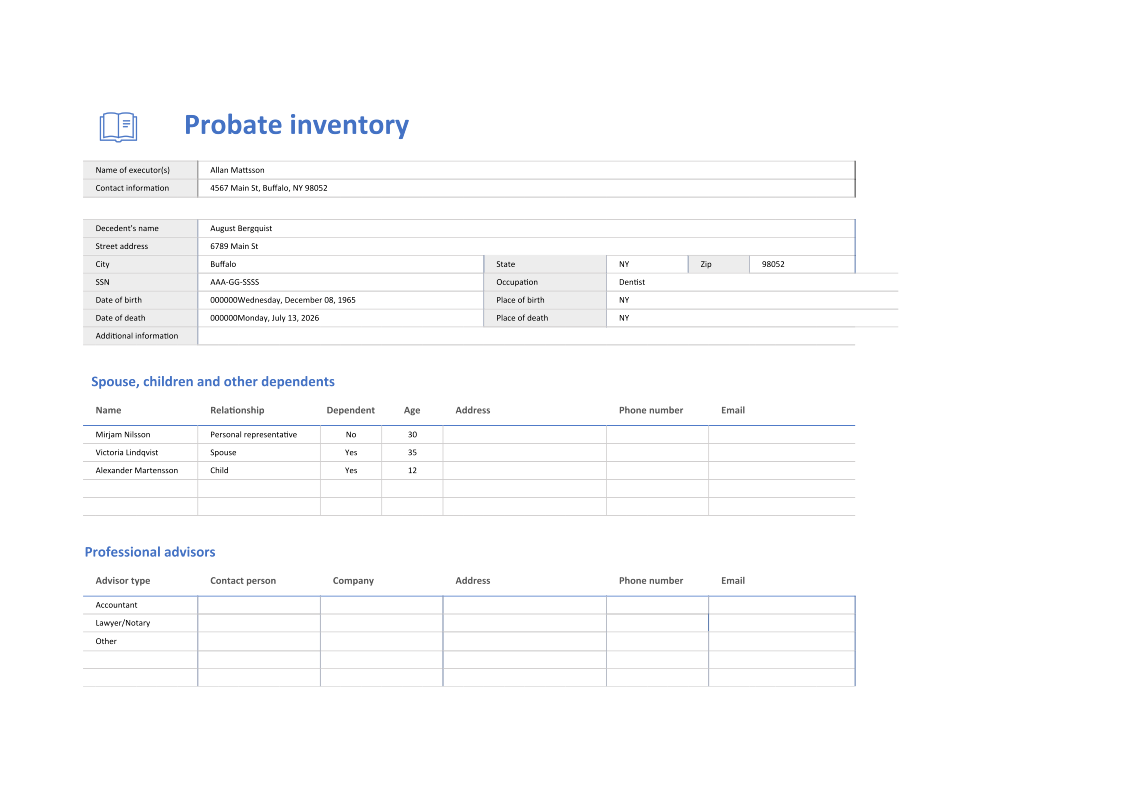 Probate inventory
Name of executor(s) Allan Mattsson
Contact information 4567 Main St, Buffalo, NY 98052
Decedent's name August Bergquist
Street address 6789 Main St
City Buffalo State NY Zip 98052
SSN AAA-GG-SSSS Occupation Dentist
Date of birth 000000Wednesday, December 08, 1965 Place of birth NY
Date of death 000000Monday, July 13, 2026 Place of death NY
Additional information
Spouse, children and other dependents
Name Relationship Dependent Age Address Phone number Email
Mirjam Nilsson Personal representative No 30
Victoria Lindqvist Spouse Yes 35
Alexander Martensson Child Yes 12
Professional advisors
Advisor type Contact person Company Address Phone number Email
Accountant
Lawyer/Notary
Other